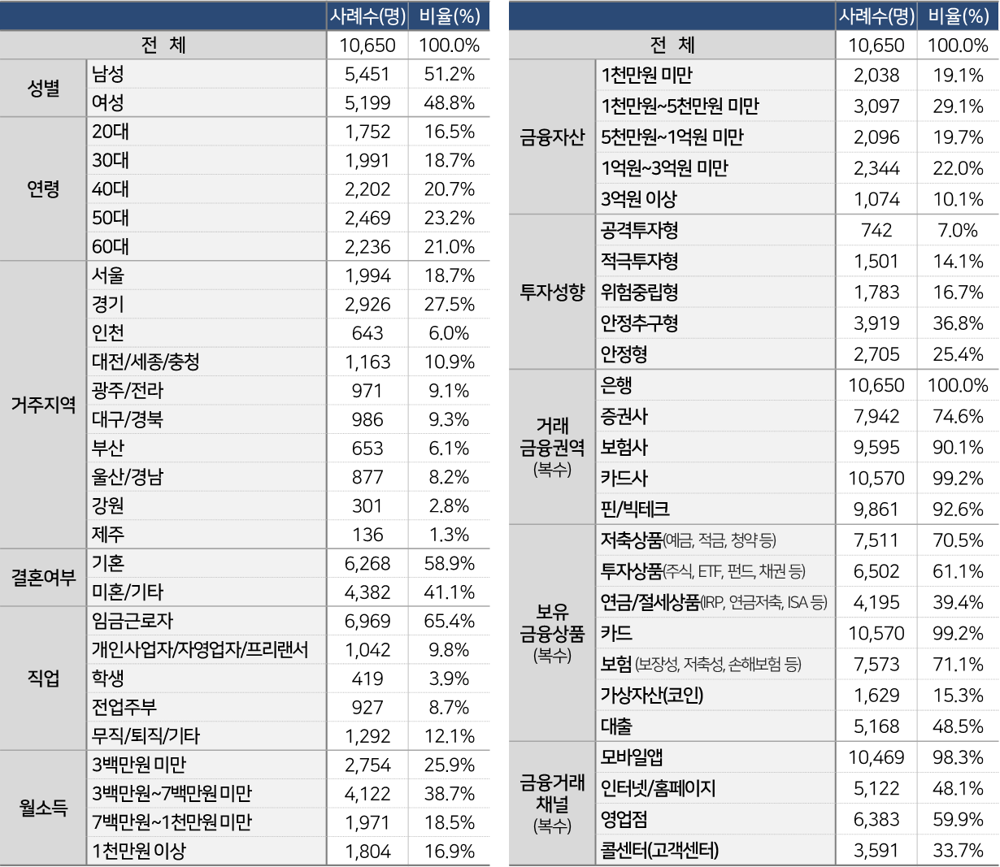 사례수(명) 비율(%)
전 체 10,650 100.0%
성별
남성 5,451 51.2%
여성 5,199 48.8%
연령
20대 1,752 16.5%
30대 1,991 18.7%
40대 2,202 20.7%
50대 2,469 23.2%
60대 2,236 21.0%
거주지역
서울 1,994 18.7%
경기 2,926 27.5%
인천 643 6.0%
대전/세종/충청 1,163 10.9%
광주/전라 971 9.1%
대구/경북 986 9.3%
부산 653 6.1%
울산/경남 877 8.2%
강원 301 2.8%
제주 136 1.3%
결혼여부
기혼 6,268 58.9%
미혼/기타 4,382 41.1%
직업
임금근로자 6,969 65.4%
개인사업자/자영업자/프리랜서 1,042 9.8%
학생 419 3.9%
전업주부 927 8.7%
무직/퇴직/기타 1,292 12.1%
월소득
3백만원 미만 2,754 25.9%
3백만원~7백만원 미만 4,122 38.7%
7백만원~1천만원 미만 1,971 18.5%
1천만원 이상 1,804 16.9%
사례수(명) 비율(%)
전 체 10,650 100.0%
금융자산
1천만원 미만 2,038 19.1%
1천만원~5천만원 미만 3,097 29.1%
5천만원~1억원 미만 2,096 19.7%
1억원~3억원 미만 2,344 22.0%
3억원 이상 1,074 10.1%
투자성향
공격투자형 742 7.0%
적극투자형 1,501 14.1%
위험중립형 1,783 16.7%
안정추구형 3,919 36.8%
안정형 2,705 25.4%
거래
금융권역
(복수)
은행 10,650 100.0%
증권사 7,942 74.6%
보험사 9,595 90.1%
카드사 10,570 99.2%
핀/빅테크 9,861 92.6%
보유
금융상품
(복수)
저축상품(예금, 적금, 청약 등) 7,511 70.5%
투자상품(주식, ETF, 펀드, 채권 등) 6,502 61.1%
연금/절세상품(IRP, 연금저축, ISA 등) 4,195 39.4%
카드 10,570 99.2%
보험 (보장성, 저축성, 손해보험 등) 7,573 71.1%
가상자산(코인) 1,629 15.3%
대출 5,168 48.5%
금융거래
채널
(복수)
모바일앱 10,469 98.3%
인터넷/홈페이지 5,122 48.1%
영업점 6,383 59.9%
콜센터(고객센터) 3,591 33.7%